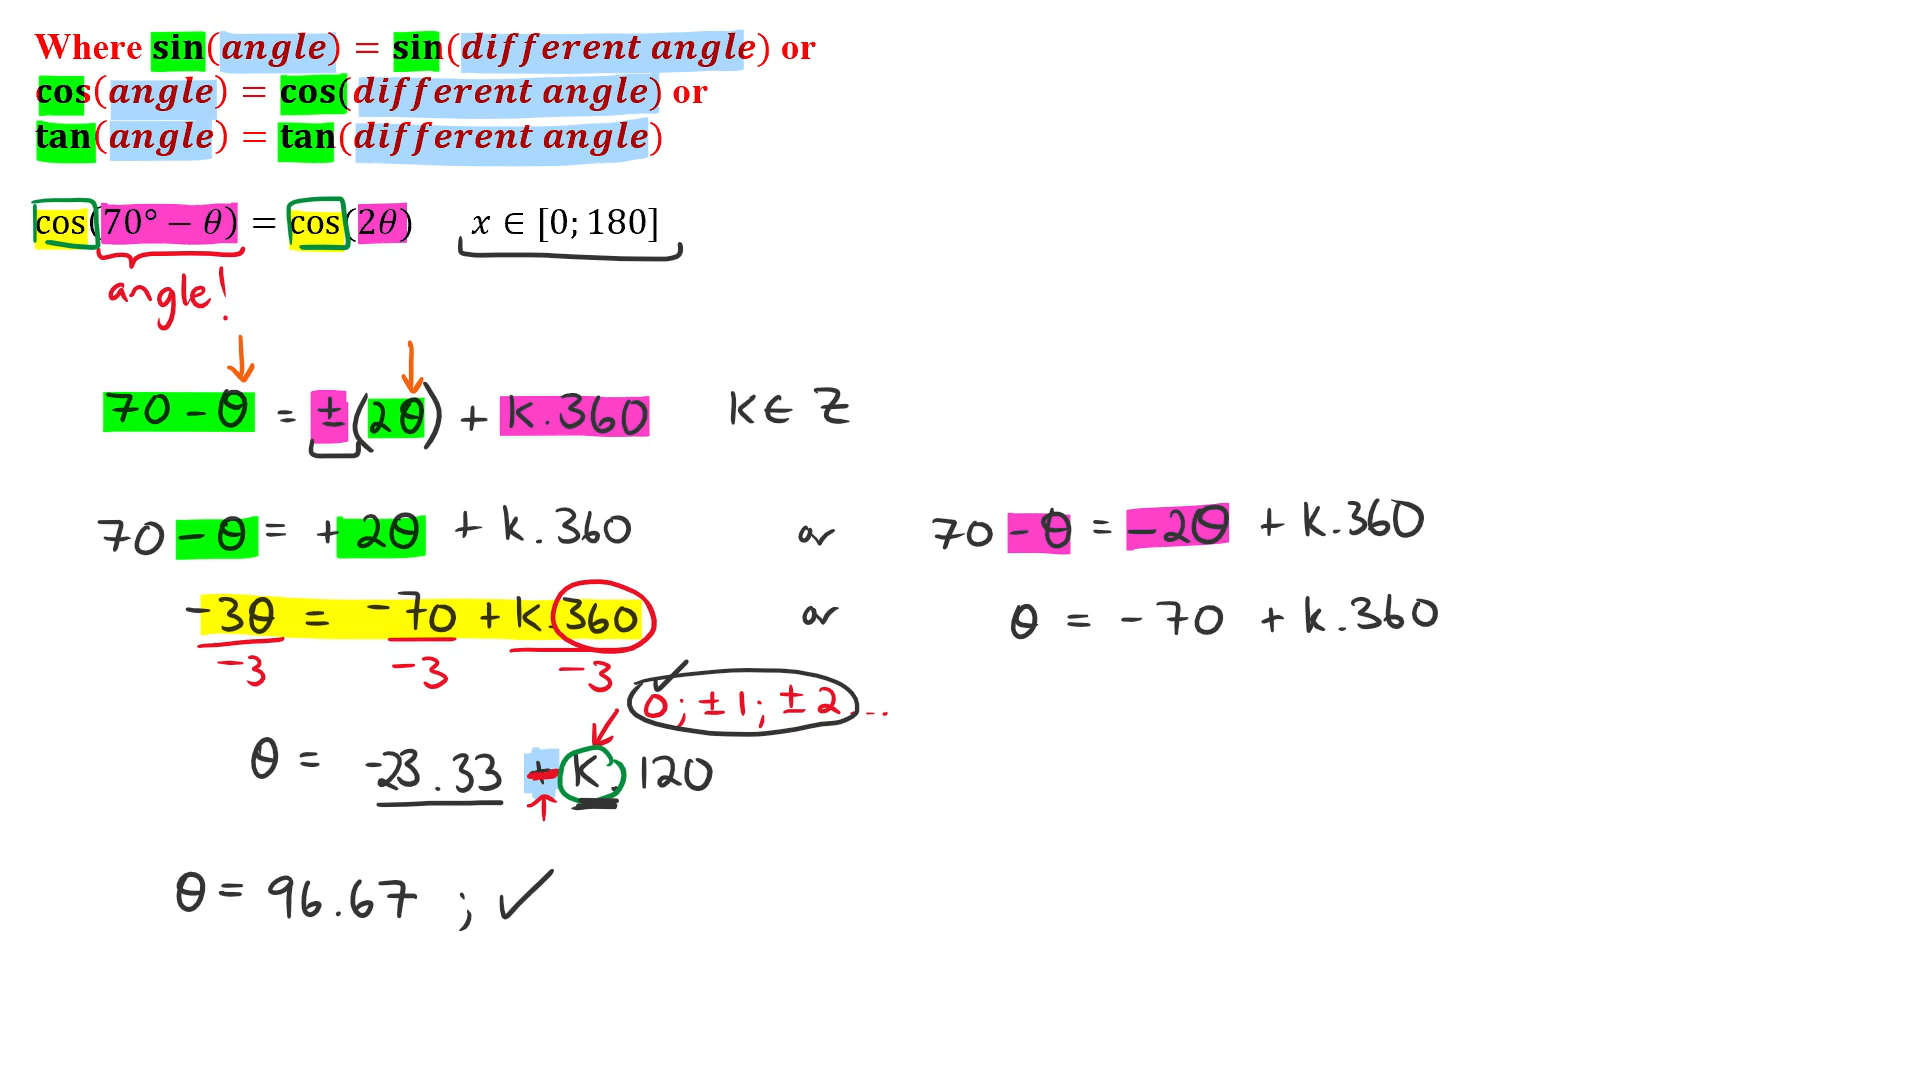 Where sin(angle) = sin(different angle) or
cos(angle) = cos(different angle) or
tan(angle) = tan(different angle)
cos(70° − θ) = cos(2θ) x ∈ [0; 180]
angle!
70 - θ = ±(2θ) + k.360 K ∈ Z
70 - θ = + 2θ + k.360 or 70 - θ = - 2θ + k.360
-3θ = -70 + k.360 or θ = -70 + k.360
-3 -3 -3
0; ±1; ±2...
θ = -23.33 + K.120
θ = 96.67 ; ✓